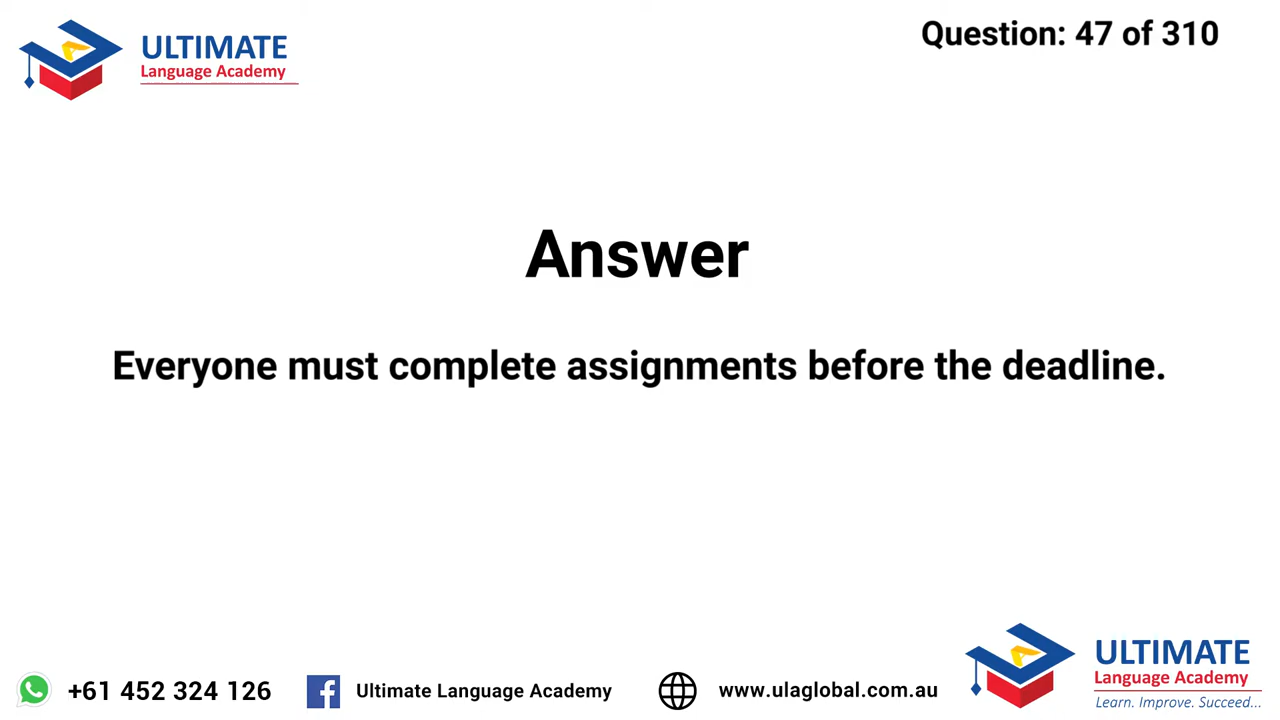 ULTIMATE
Language Academy
Question: 47 of 310
Answer
Everyone must complete assignments before the deadline.
+61 452 324 126
Ultimate Language Academy
www.ulaglobal.com.au
ULTIMATE
Language Academy
Learn. Improve. Succeed...